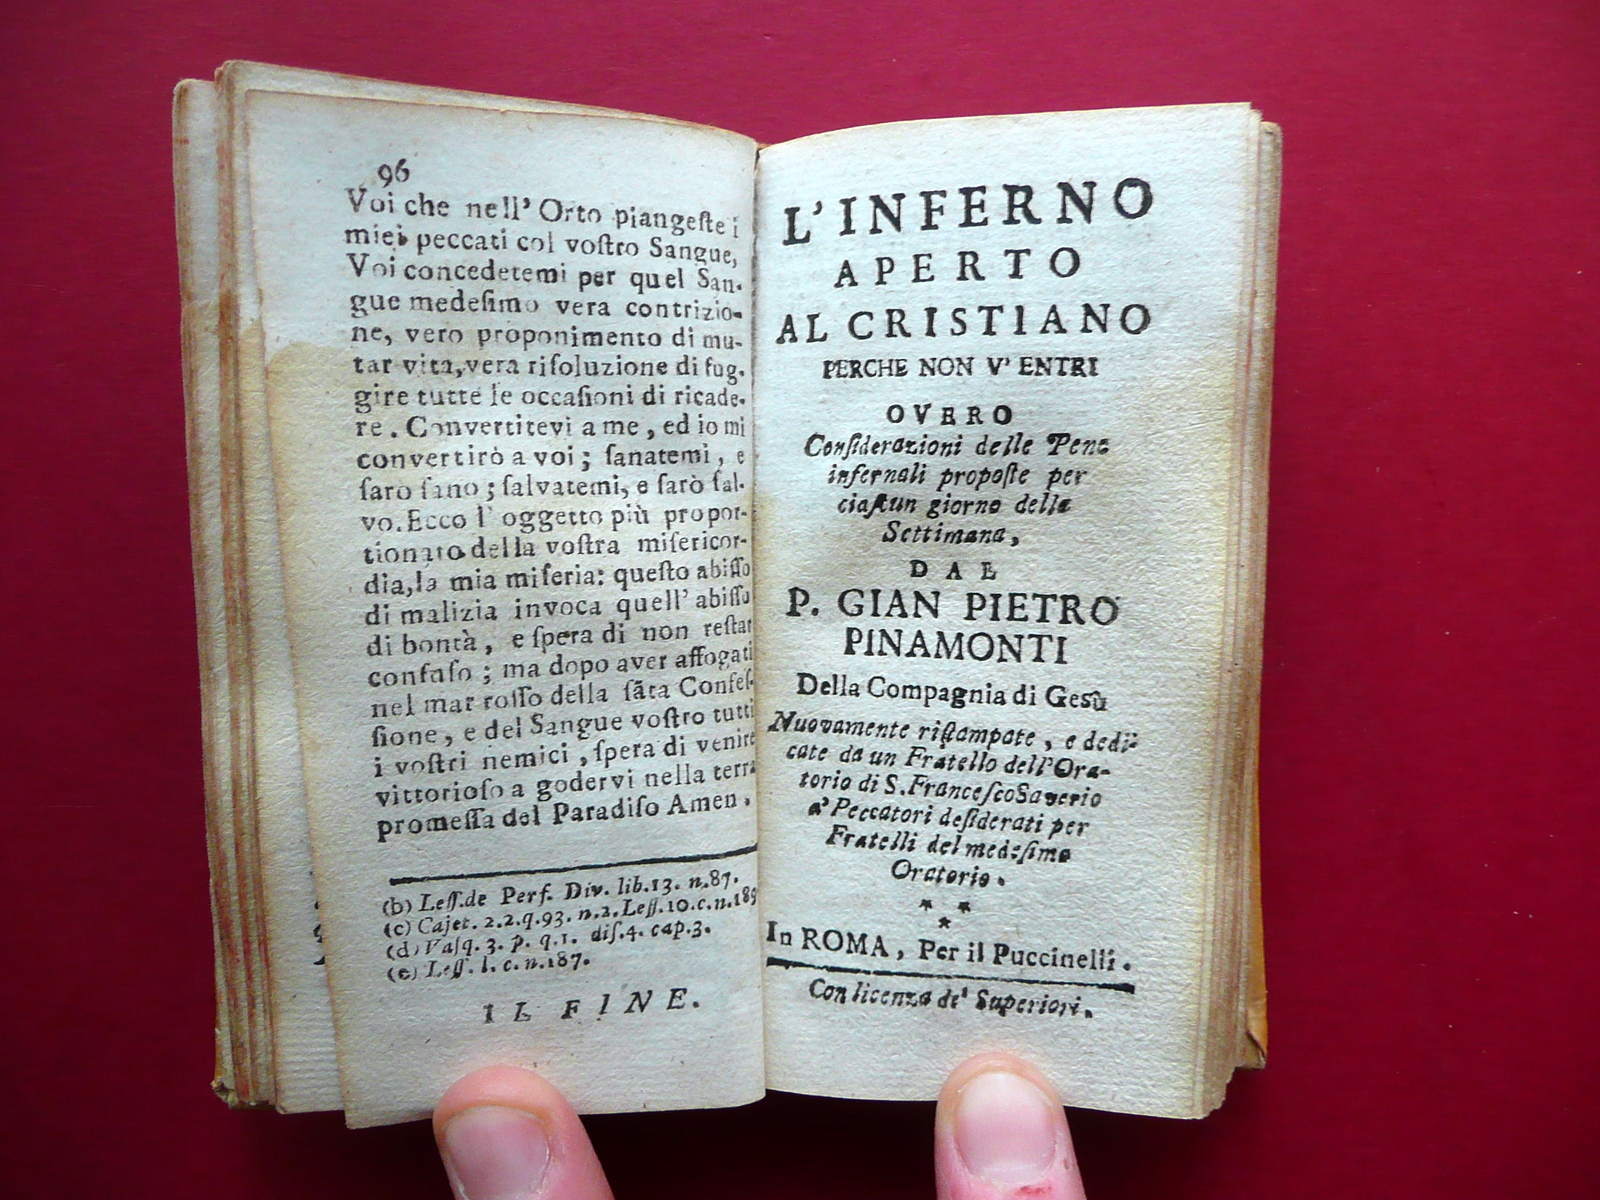 96
Voi che nell' Orto piangeſte i
miei peccati col voſtro Sangue,
Voi concedetemi per quel San-
gue medeſimo vera contrizio-
ne, vero proponimento di mu-
tar vita, vera riſoluzione di fug-
gire tutte le occaſioni di ricade-
re. Convertitevi a me, ed io mi
convertirò a voi; ſanatemi, e
ſaro ſano; ſalvatemi, e ſarò ſal-
vo. Ecco l' oggetto più propor-
tionato della voſtra miſericor-
dia, la mia miſeria: queſto abiſſo
di malizia invoca quell' abiſſo
di bontà, e ſpera di non reſtar
confuſo; ma dopo aver affogati
nel mar roſſo della ſãta Confeſ-
ſione, e del Sangue voſtro tutti
i voſtri nemici, ſpera di venire
vittorioſo a godervi nella terra
promeſſa del Paradiſo Amen.
(b) Leſſ. de Perf. Div. lib. 13. n. 87.
(c) Cajet. 2. 2. q. 93. n. 2. Leſſ. 10. c. n. 189
(d) Vaſq. 3. p. q. 1. diſ. 4. cap. 3.
(e) Leſſ. l. c. n. 187.
IL FINE.
L'INFERNO
APERTO
AL CRISTIANO
PERCHE NON V' ENTRI
OVERO
Conſiderazioni delle Pene
infernali propoſte per
ciaſcun giorno della
Settimana,
DAL
P. GIAN PIETRO
PINAMONTI
Della Compagnia di Gesù
Nuovamente riſtampate, e dedi-
cate da un Fratello dell'Ora-
torio di S. Franceſco Saverio
a' Peccatori deſiderati per
Fratelli del medeſimo
Oratorio.
* *
*
In ROMA, Per il Puccinelli.
Con licenza de' Superiori.